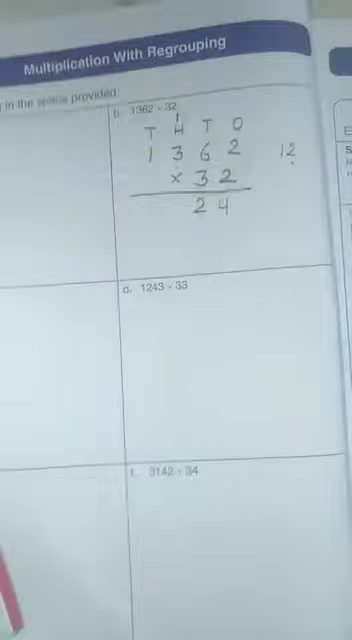 Multiplication With Regrouping
in the space provided.
b. 1362 × 32
1
T H T O
1 3 6 2 12
× 3 2
2 4
d. 1243 × 33
f. 3142 × 34